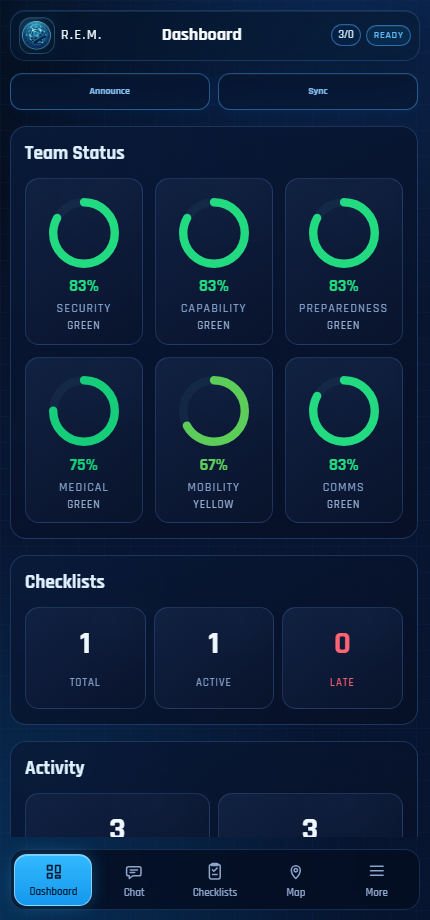 R.E.M.
Dashboard
3/0
READY
Announce
Sync
Team Status
83%
SECURITY
GREEN
83%
CAPABILITY
GREEN
83%
PREPAREDNESS
GREEN
75%
MEDICAL
GREEN
67%
MOBILITY
YELLOW
83%
COMMS
GREEN
Checklists
1
TOTAL
1
ACTIVE
0
LATE
Activity
3
3
Dashboard
Chat
Checklists
Map
More